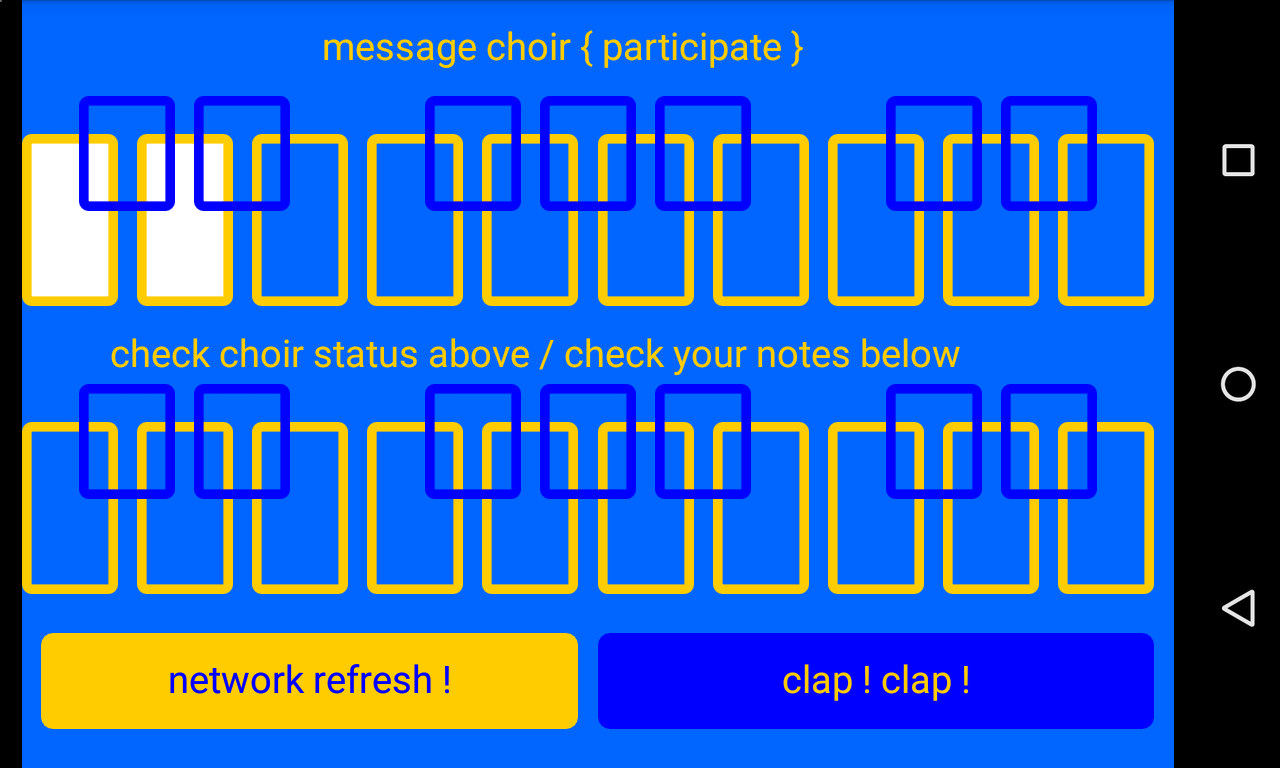 message choir { participate }
check choir status above / check your notes below
network refresh !
clap ! clap !